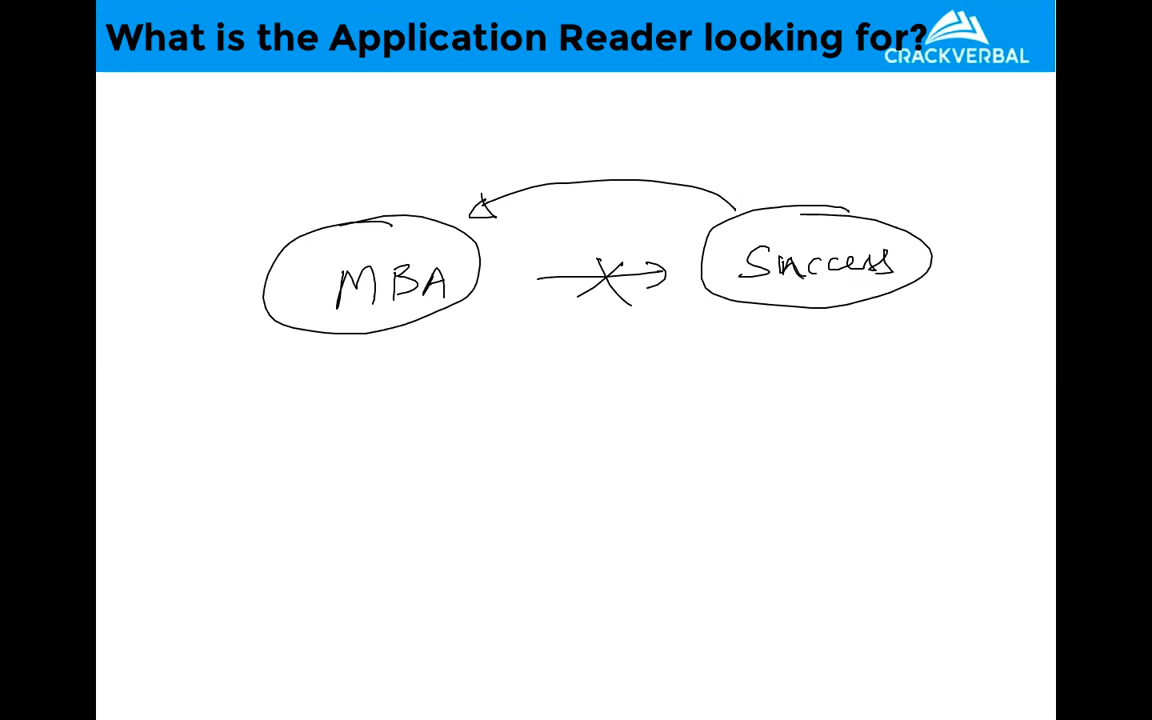 What is the Application Reader looking for?
CRACKVERBAL
MBA
Success